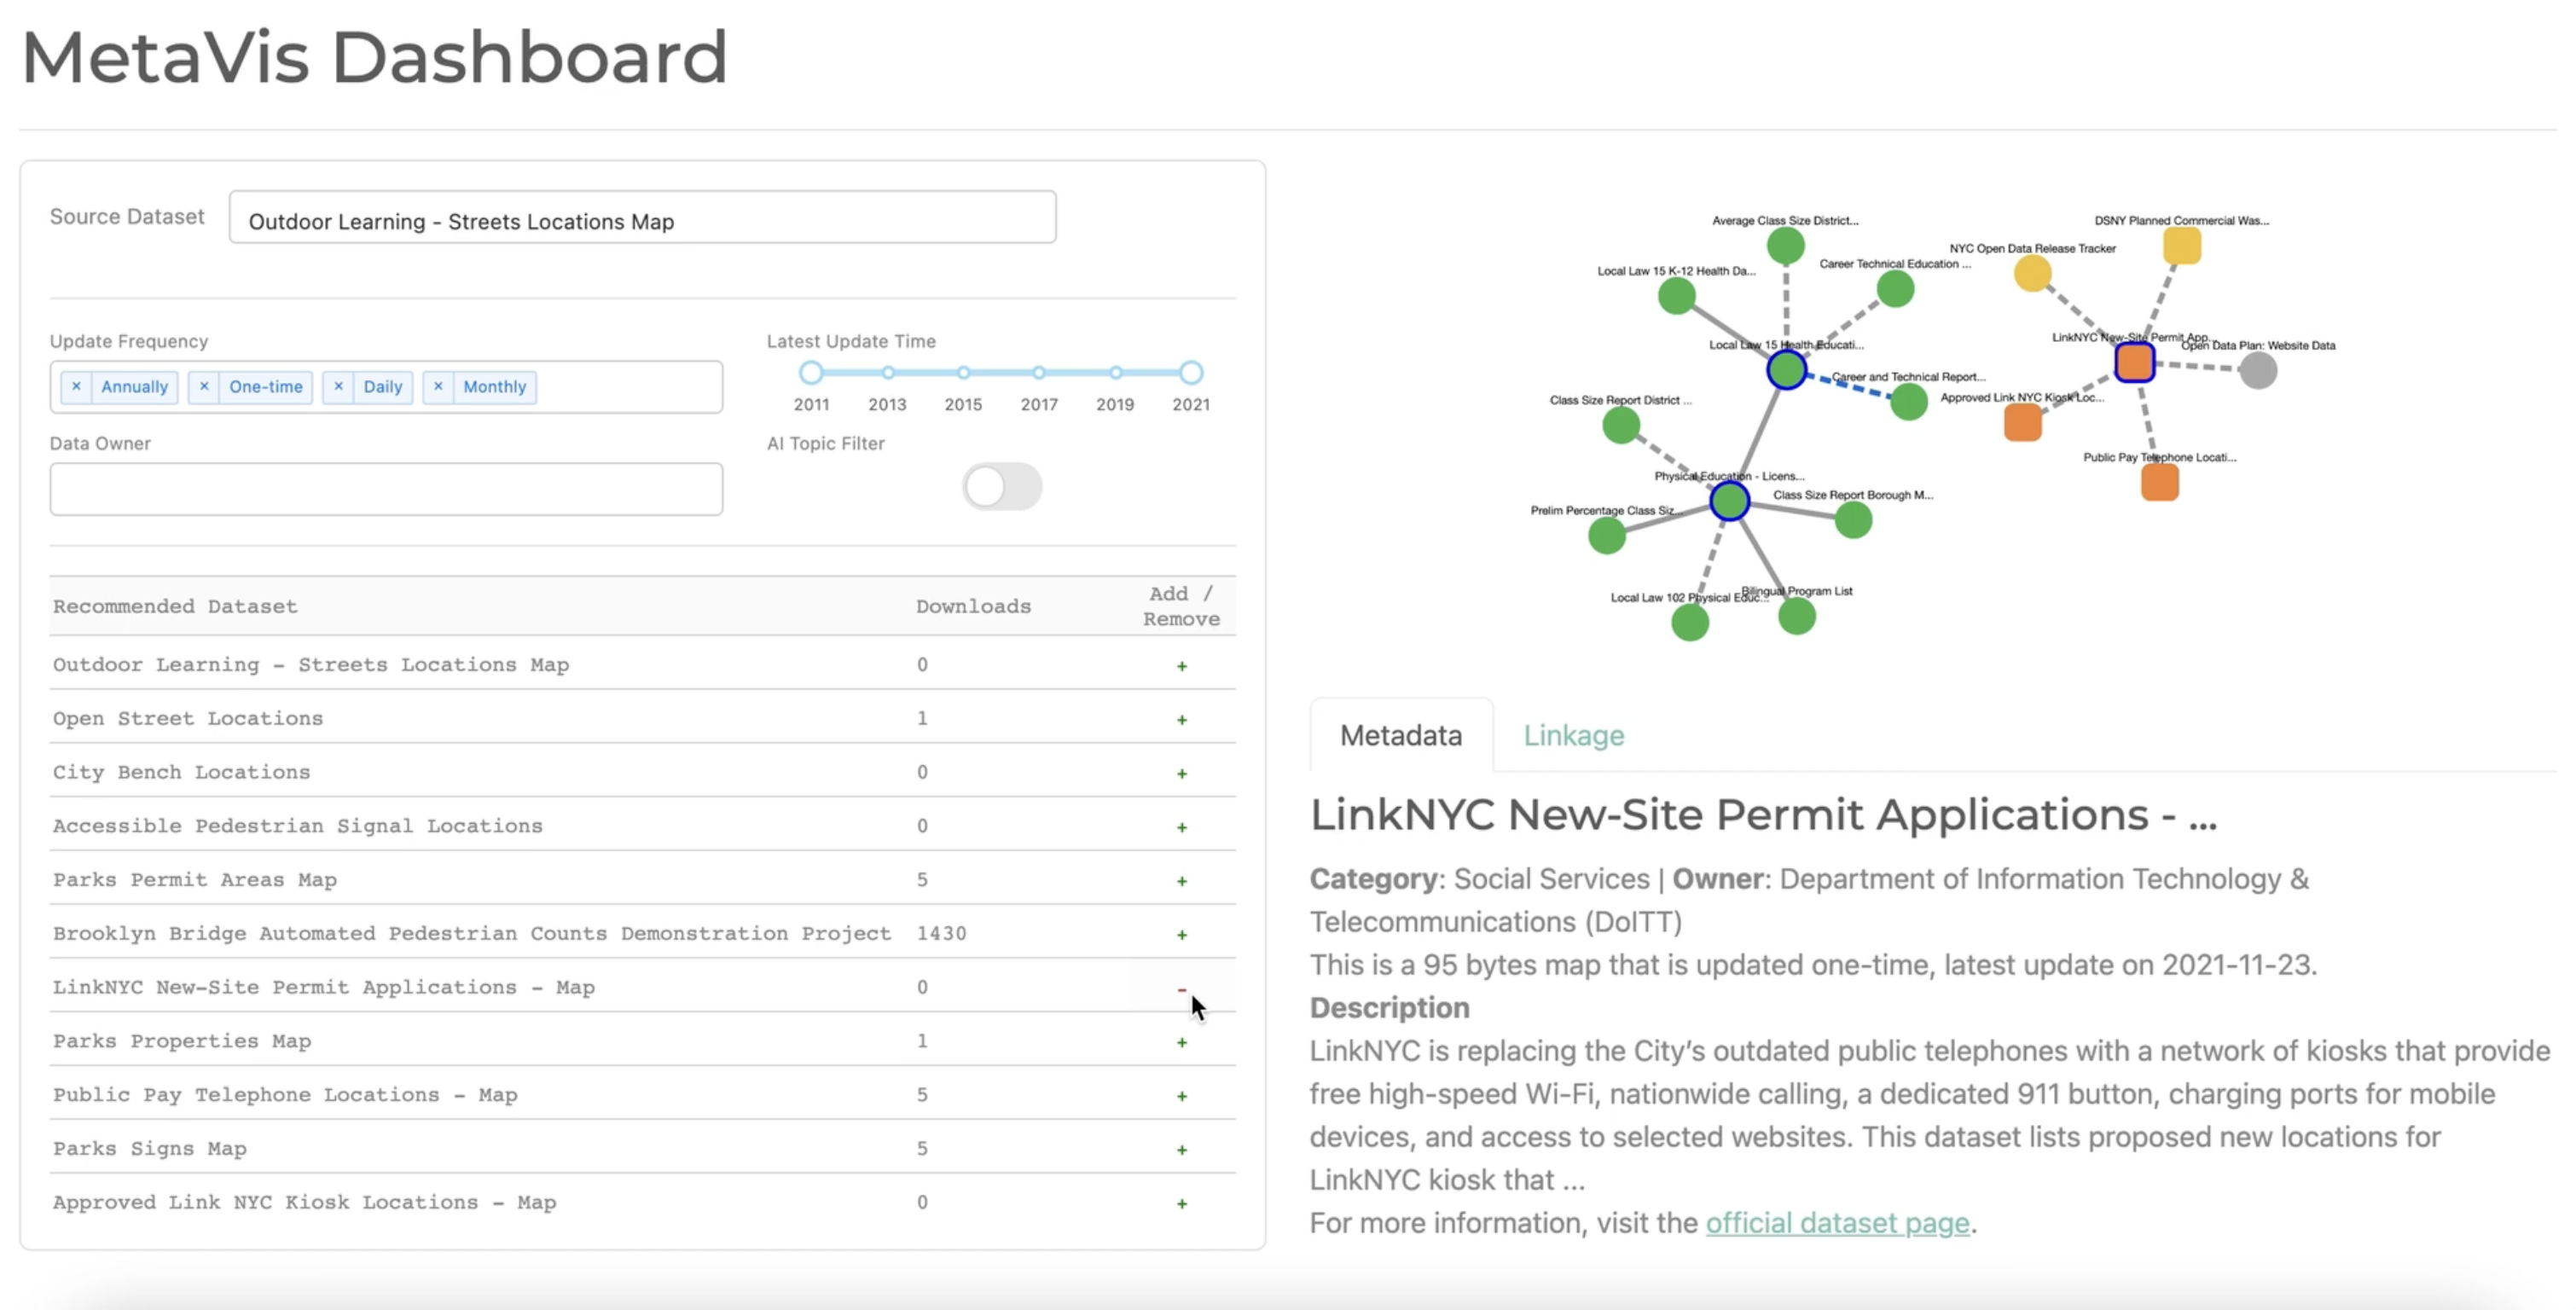 MetaVis Dashboard
Source Dataset
Outdoor Learning - Streets Locations Map
Update Frequency
× Annually × One-time × Daily × Monthly
Latest Update Time
2011 2013 2015 2017 2019 2021
Data Owner
AI Topic Filter
Recommended Dataset Downloads Add / Remove
Outdoor Learning - Streets Locations Map 0 +
Open Street Locations 1 +
City Bench Locations 0 +
Accessible Pedestrian Signal Locations 0 +
Parks Permit Areas Map 5 +
Brooklyn Bridge Automated Pedestrian Counts Demonstration Project 1430 +
LinkNYC New-Site Permit Applications - Map 0 -
Parks Properties Map 1 +
Public Pay Telephone Locations - Map 5 +
Parks Signs Map 5 +
Approved Link NYC Kiosk Locations - Map 0 +
Average Class Size District...
Local Law 15 K-12 Health Da...
Career Technical Education ...
Local Law 15 Health Educati...
Career and Technical Report...
Class Size Report District ...
Physical Education - Licens...
Class Size Report Borough M...
Prelim Percentage Class Siz...
Local Law 102 Physical Educ...
Bilingual Program List
DSNY Planned Commercial Was...
NYC Open Data Release Tracker
LinkNYC New-Site Permit App...
Open Data Plan: Website Data
Approved Link NYC Kiosk Loc...
Public Pay Telephone Locati...
Metadata Linkage
LinkNYC New-Site Permit Applications - ...
Category: Social Services | Owner: Department of Information Technology &
Telecommunications (DoITT)
This is a 95 bytes map that is updated one-time, latest update on 2021-11-23.
Description
LinkNYC is replacing the City's outdated public telephones with a network of kiosks that provide
free high-speed Wi-Fi, nationwide calling, a dedicated 911 button, charging ports for mobile
devices, and access to selected websites. This dataset lists proposed new locations for
LinkNYC kiosk that ...
For more information, visit the official dataset page.